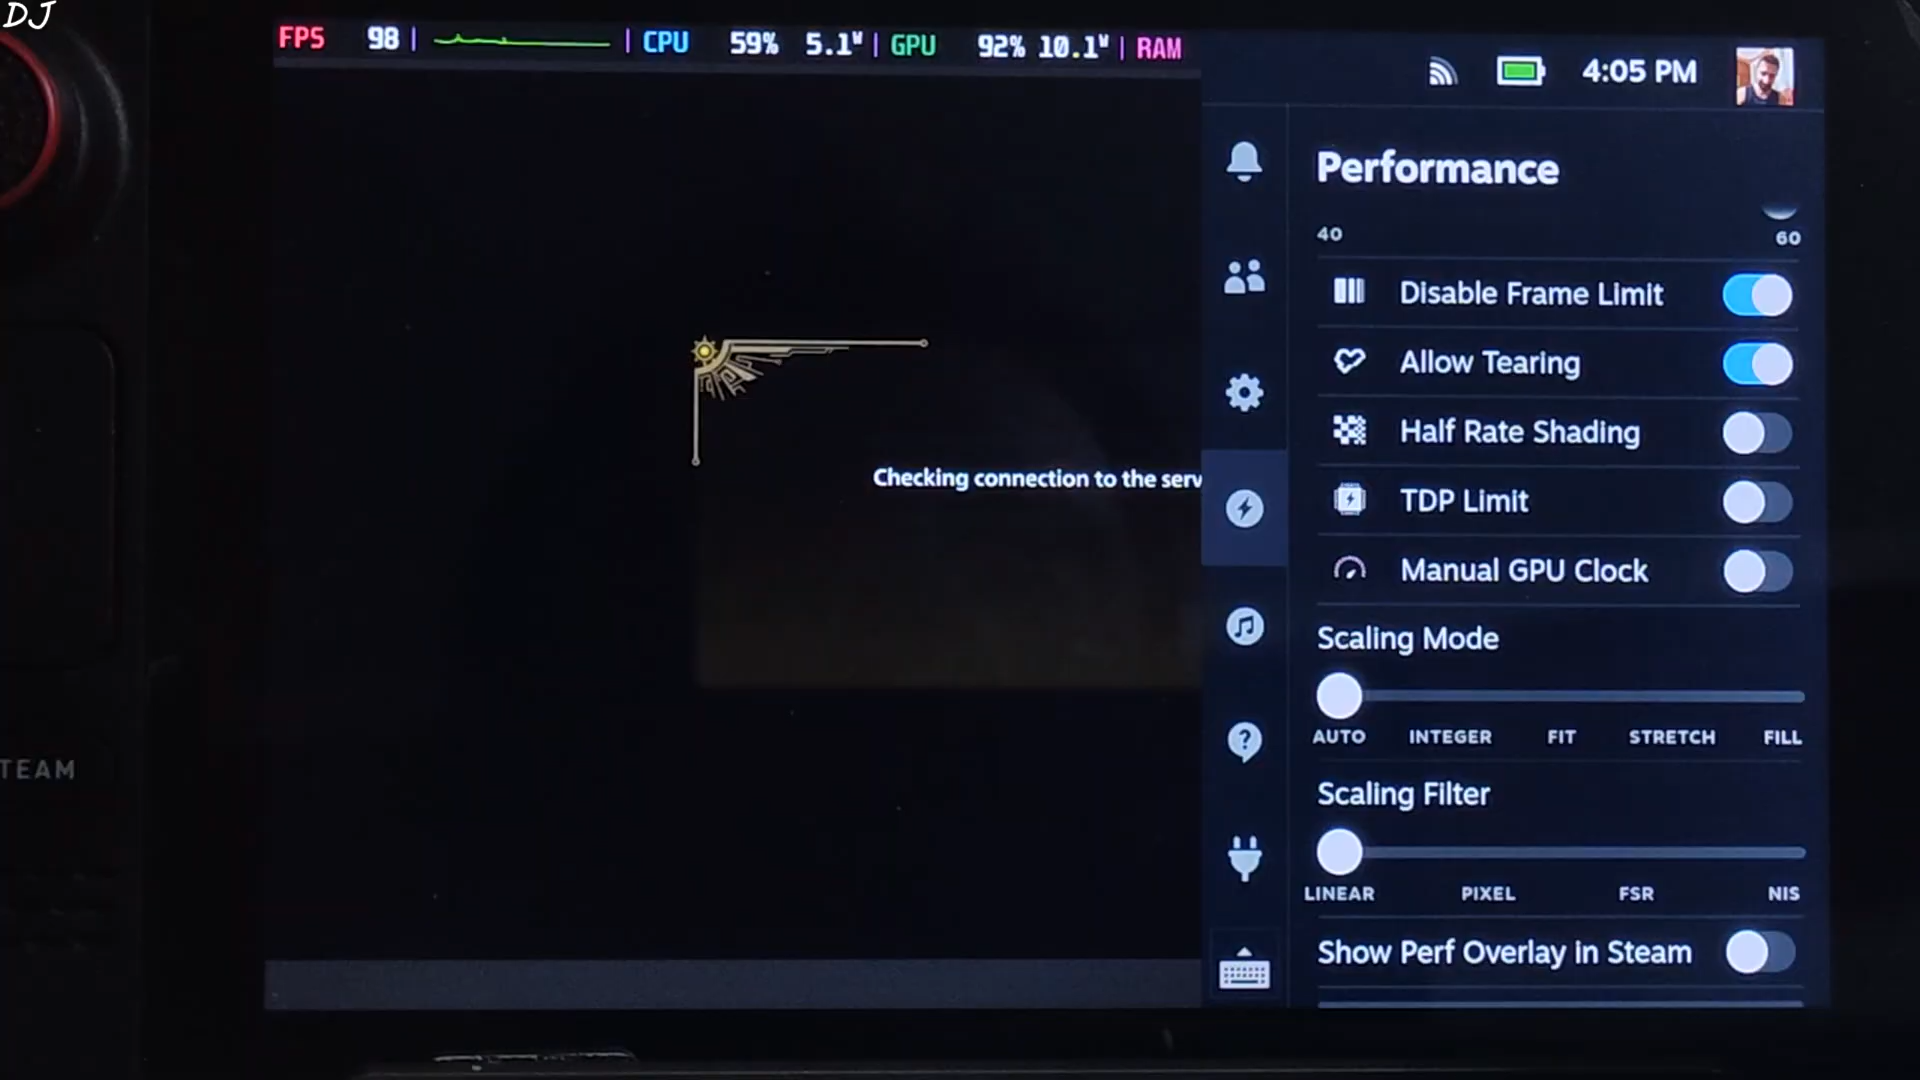 DJ
FPS 98 | CPU 59% 5.1W | GPU 92% 10.1W | RAM
4:05 PM
Performance
40 60
Disable Frame Limit
Allow Tearing
Half Rate Shading
TDP Limit
Manual GPU Clock
Scaling Mode
AUTO INTEGER FIT STRETCH FILL
Scaling Filter
LINEAR PIXEL FSR NIS
Show Perf Overlay in Steam
Checking connection to the serv
TEAM